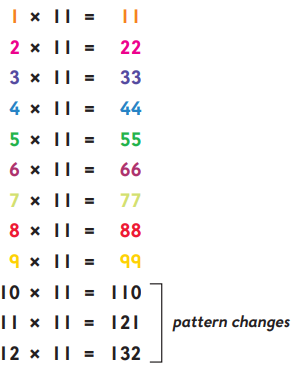 1 × 11 = 11
2 × 11 = 22
3 × 11 = 33
4 × 11 = 44
5 × 11 = 55
6 × 11 = 66
7 × 11 = 77
8 × 11 = 88
9 × 11 = 99
10 × 11 = 110
11 × 11 = 121
pattern changes
12 × 11 = 132